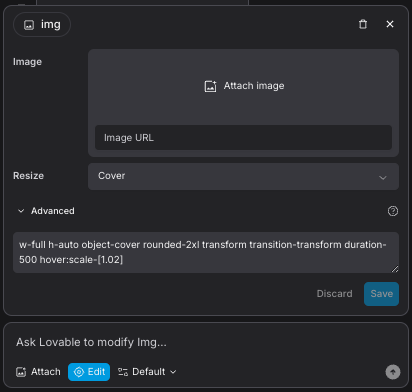 img
Image
Attach image
Image URL
Resize
Cover
Advanced
w-full h-auto object-cover rounded-2xl transform transition-transform duration-
500 hover:scale-[1.02]
Discard
Save
Ask Lovable to modify Img...
Attach
Edit
Default